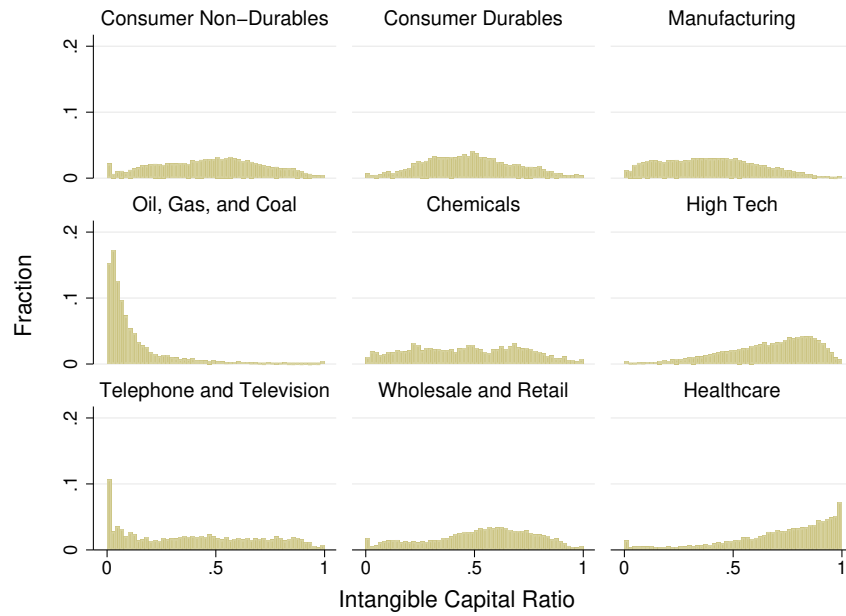 Consumer Non−Durables
Consumer Durables
Manufacturing
.2
.1
0
Oil, Gas, and Coal
Chemicals
High Tech
.2
.1
0
Fraction
Telephone and Television
Wholesale and Retail
Healthcare
.2
.1
0
0 .5 1
0 .5 1
0 .5 1
Intangible Capital Ratio